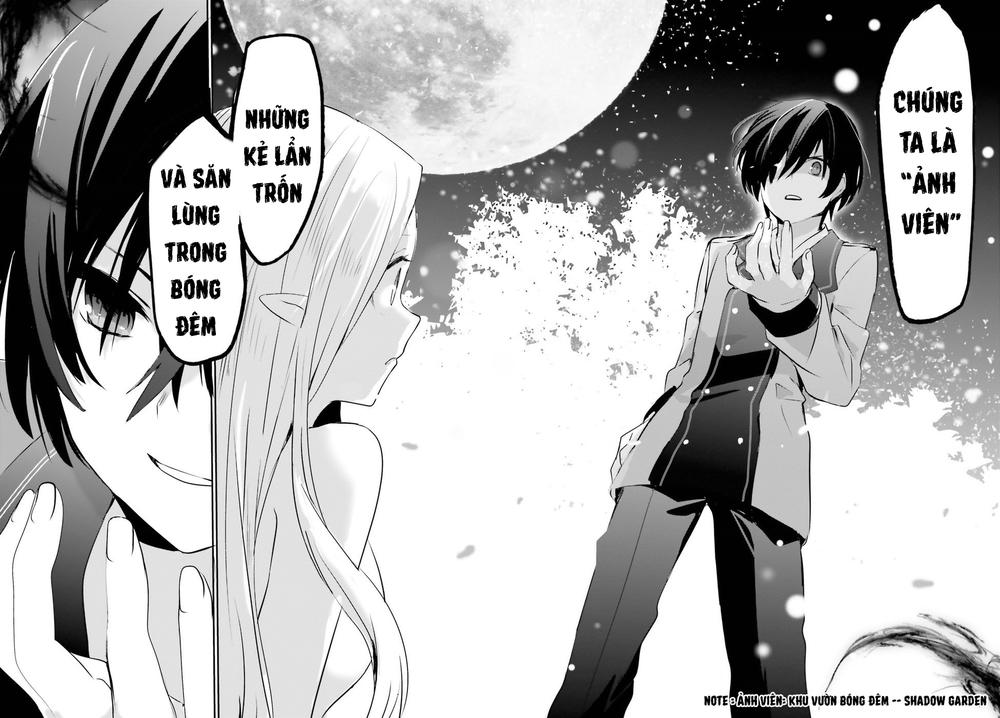 CHÚNG
TA LÀ
“ẢNH
VIÊN”
NHỮNG
KẺ LẨN
TRỐN
VÀ SĂN
LÙNG
TRONG
BÓNG
ĐÊM
NOTE : ẢNH VIÊN: KHU VƯỜN BÓNG ĐÊM -- SHADOW GARDEN